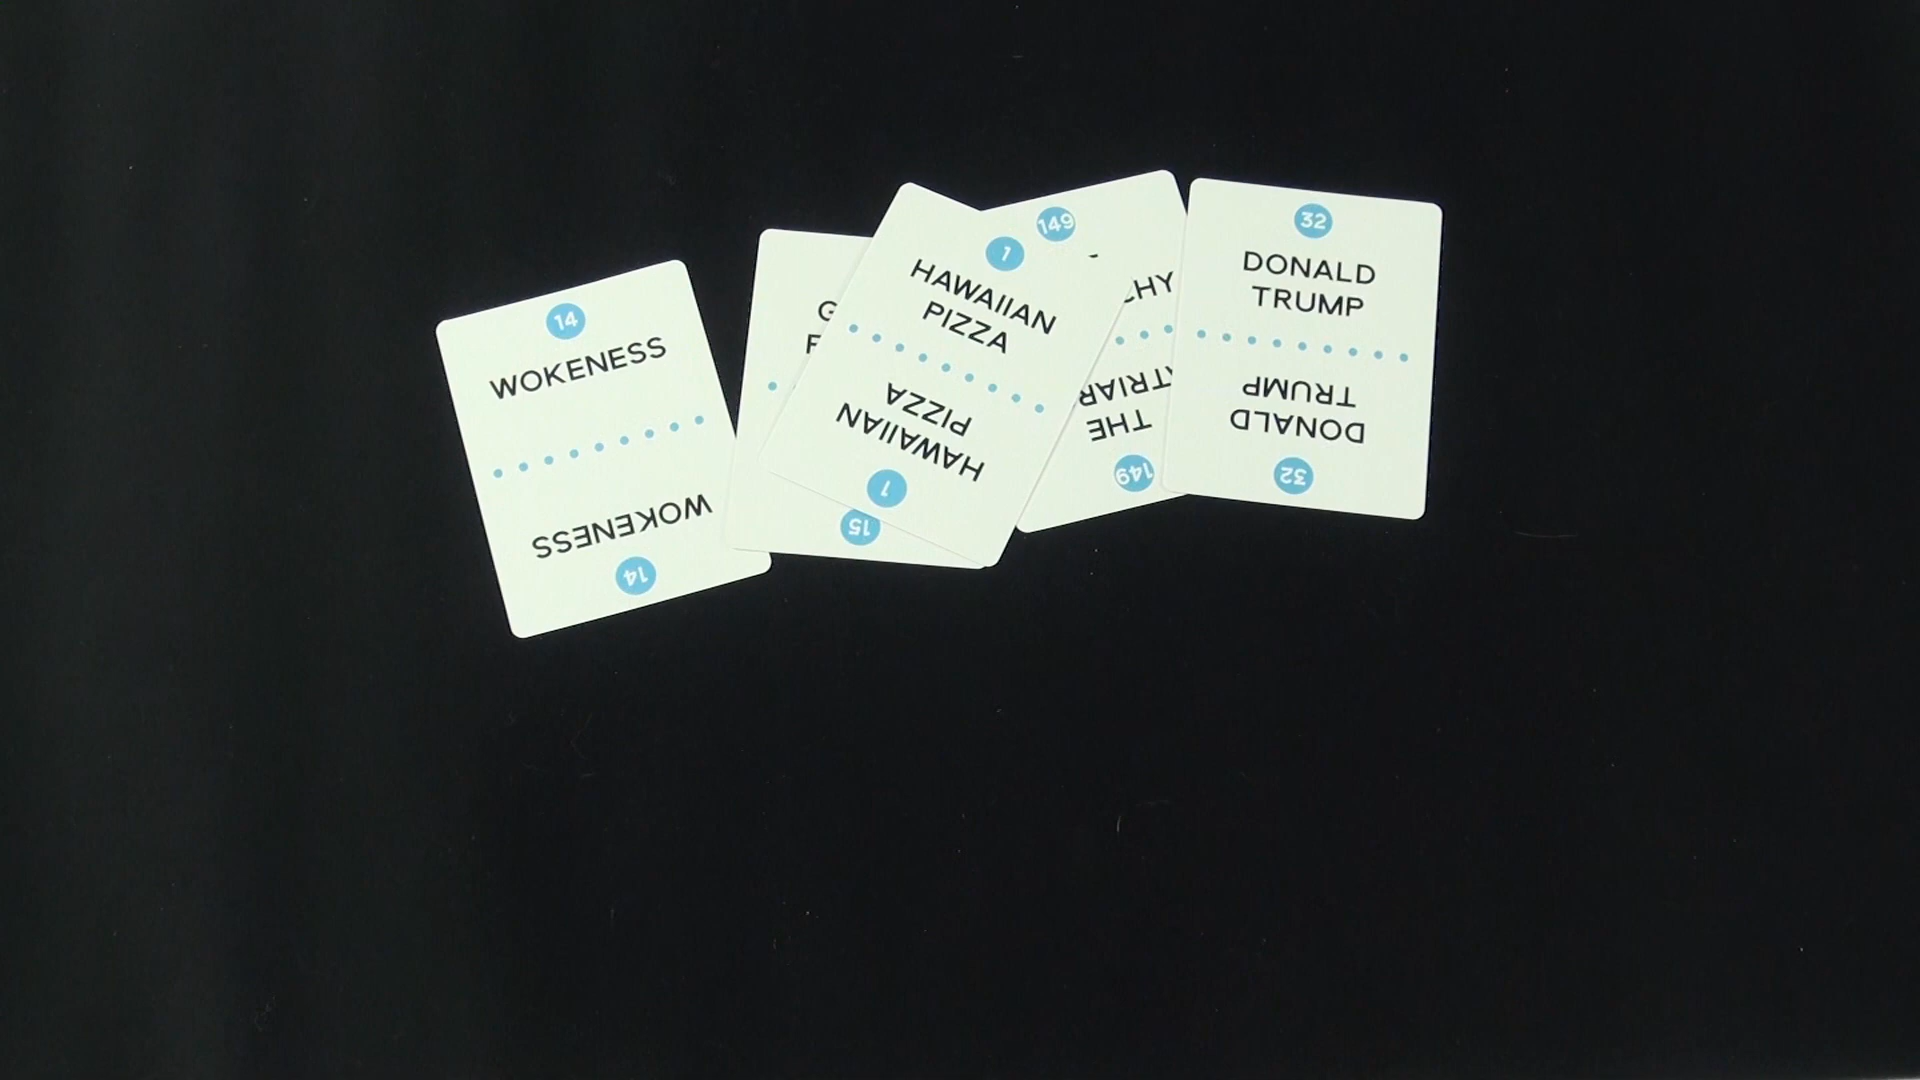 14
WOKENESS
WOKENESS
14
15
1
HAWAIIAN
PIZZA
HAWAIIAN
PIZZA
1
149
THE
149
32
DONALD
TRUMP
DONALD
TRUMP
32